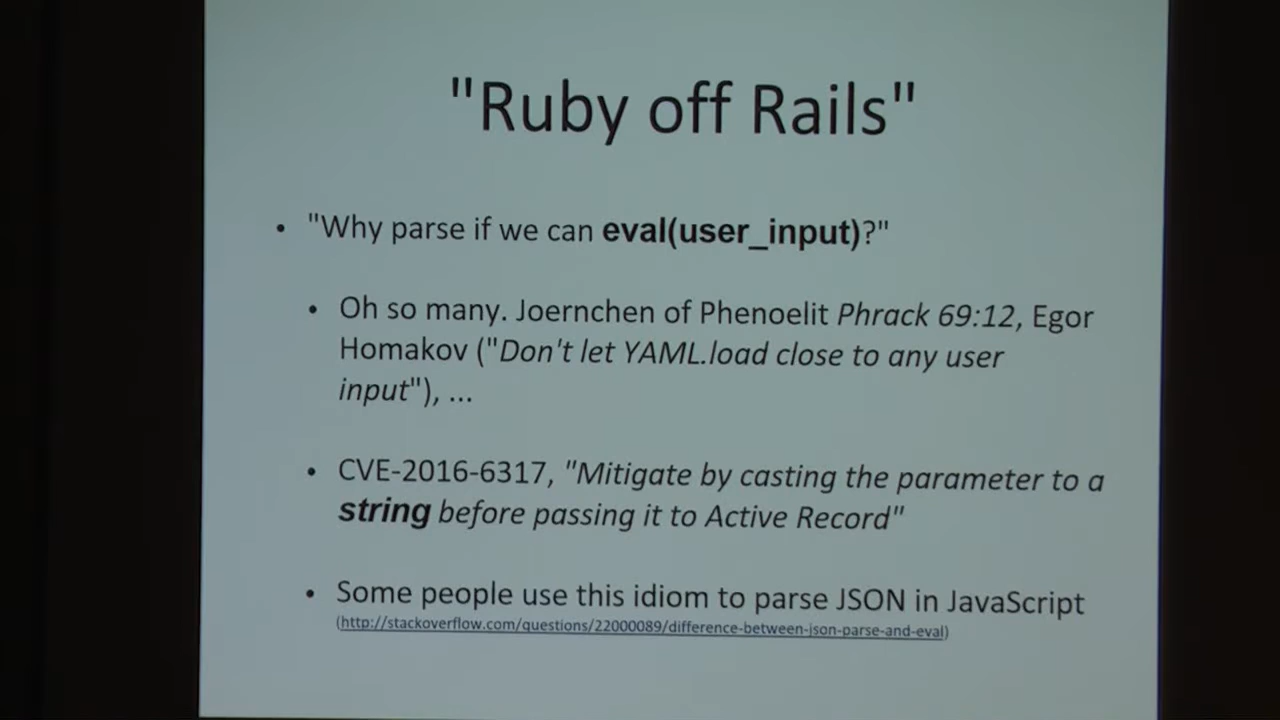 "Ruby off Rails"
• "Why parse if we can eval(user_input)?"
• Oh so many. Joernchen of Phenoelit Phrack 69:12, Egor
Homakov ("Don't let YAML.load close to any user
input"), ...
• CVE-2016-6317, "Mitigate by casting the parameter to a
string before passing it to Active Record"
• Some people use this idiom to parse JSON in JavaScript
(http://stackoverflow.com/questions/22000089/difference-between-json-parse-and-eval)